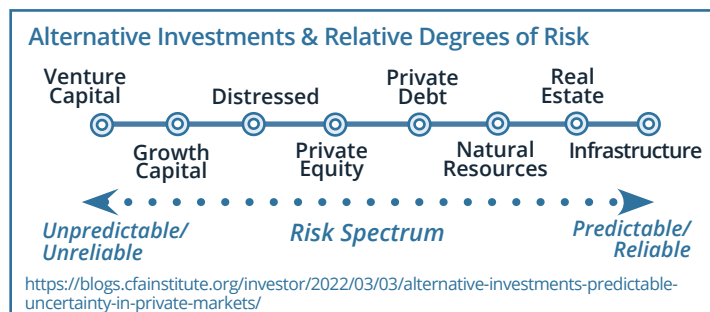 Alternative Investments & Relative Degrees of Risk
Venture
Capital
Growth
Capital
Distressed
Private
Equity
Private
Debt
Natural
Resources
Real
Estate
Infrastructure
Unpredictable/
Unreliable
Risk Spectrum
Predictable/
Reliable
https://blogs.cfainstitute.org/investor/2022/03/03/alternative-investments-predictable-
uncertainty-in-private-markets/